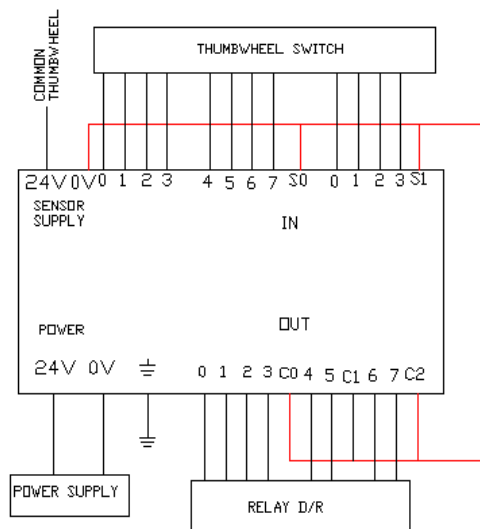 COMMON
THUMBWHEEL
THUMBWHEEL SWITCH
24V 0V 0 1 2 3 4 5 6 7 S0 0 1 2 3 S1
SENSOR
SUPPLY
IN
OUT
POWER
24V 0V 0 1 2 3 C0 4 5 C1 6 7 C2
POWER SUPPLY
RELAY D/R